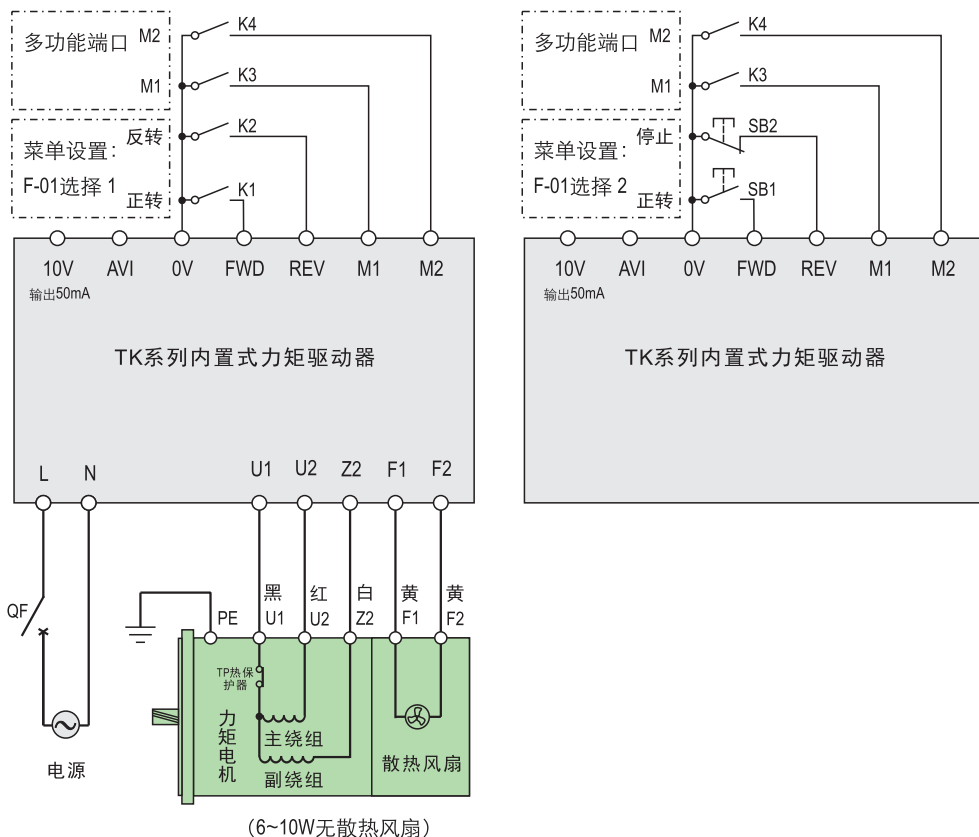 多功能端口 M2 K4
M1 K3
菜单设置: 反转 K2
F-01选择 1 正转 K1
10V AVI 0V FWD REV M1 M2
输出50mA
TK系列内置式力矩驱动器
L N U1 U2 Z2 F1 F2
QF
电源
黑 红 白 黄 黄
PE U1 U2 Z2 F1 F2
TP热保
护器
力矩电机
主绕组
副绕组
散热风扇
(6~10W无散热风扇)
多功能端口 M2 K4
M1 K3
菜单设置: 停止 SB2
F-01选择 2 正转 SB1
10V AVI 0V FWD REV M1 M2
输出50mA
TK系列内置式力矩驱动器